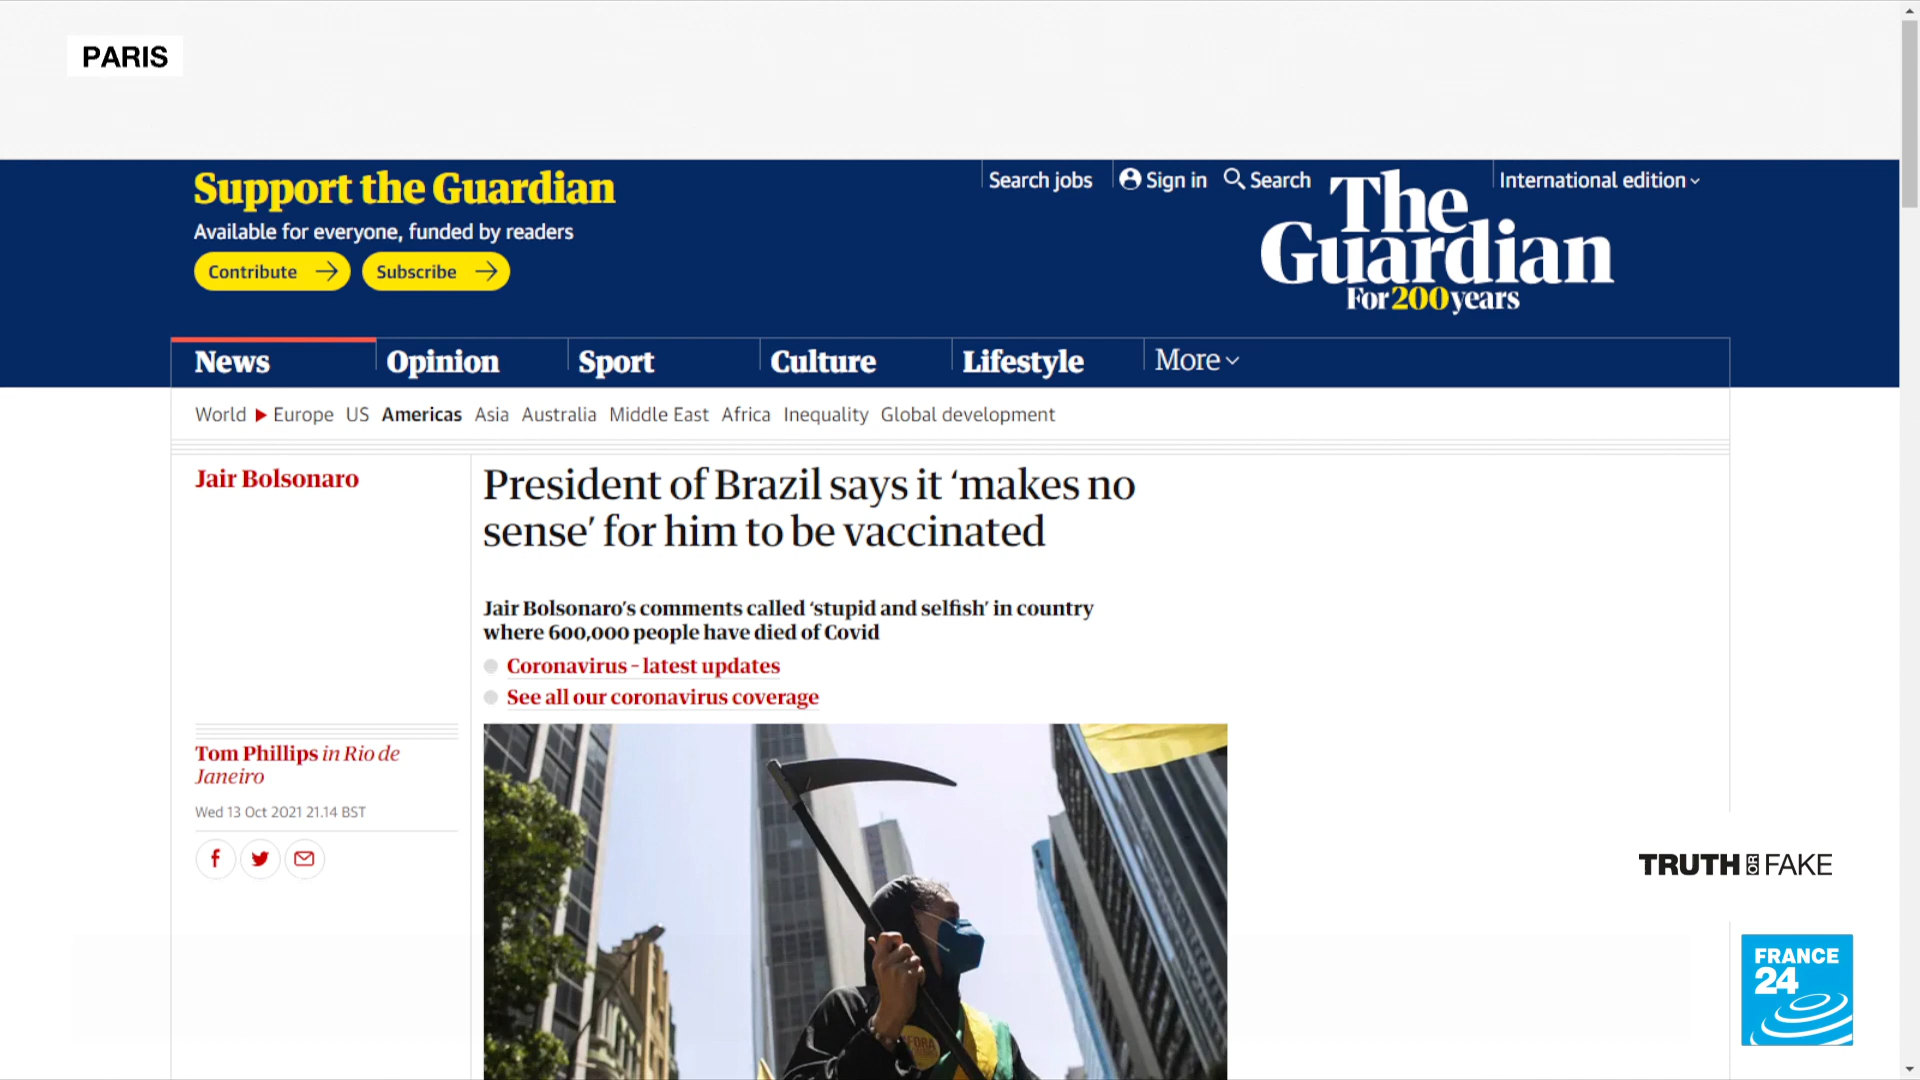 PARIS
Support the Guardian
Available for everyone, funded by readers
Contribute
Subscribe
Search jobs
Sign in
Search
International edition
The
Guardian
For 200 years
News
Opinion
Sport
Culture
Lifestyle
More
World
Europe
US
Americas
Asia
Australia
Middle East
Africa
Inequality
Global development
Jair Bolsonaro
President of Brazil says it ‘makes no
sense’ for him to be vaccinated
Jair Bolsonaro’s comments called ‘stupid and selfish’ in country
where 600,000 people have died of Covid
Coronavirus – latest updates
See all our coronavirus coverage
Tom Phillips in Rio de
Janeiro
Wed 13 Oct 2021 21.14 BST
TRUTH OR FAKE
FRANCE
24